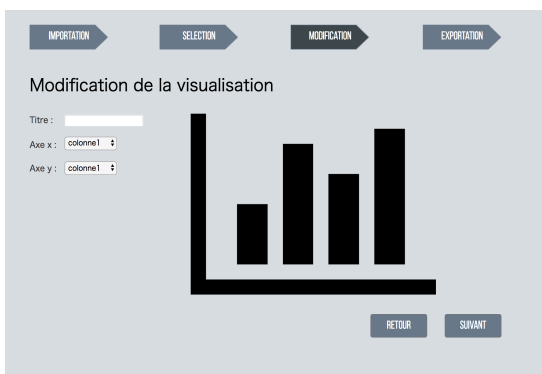 IMPORTATION SELECTION MODIFICATION EXPORTATION
Modification de la visualisation
Titre :
Axe x : colonne1
Axe y : colonne1
RETOUR SUIVANT